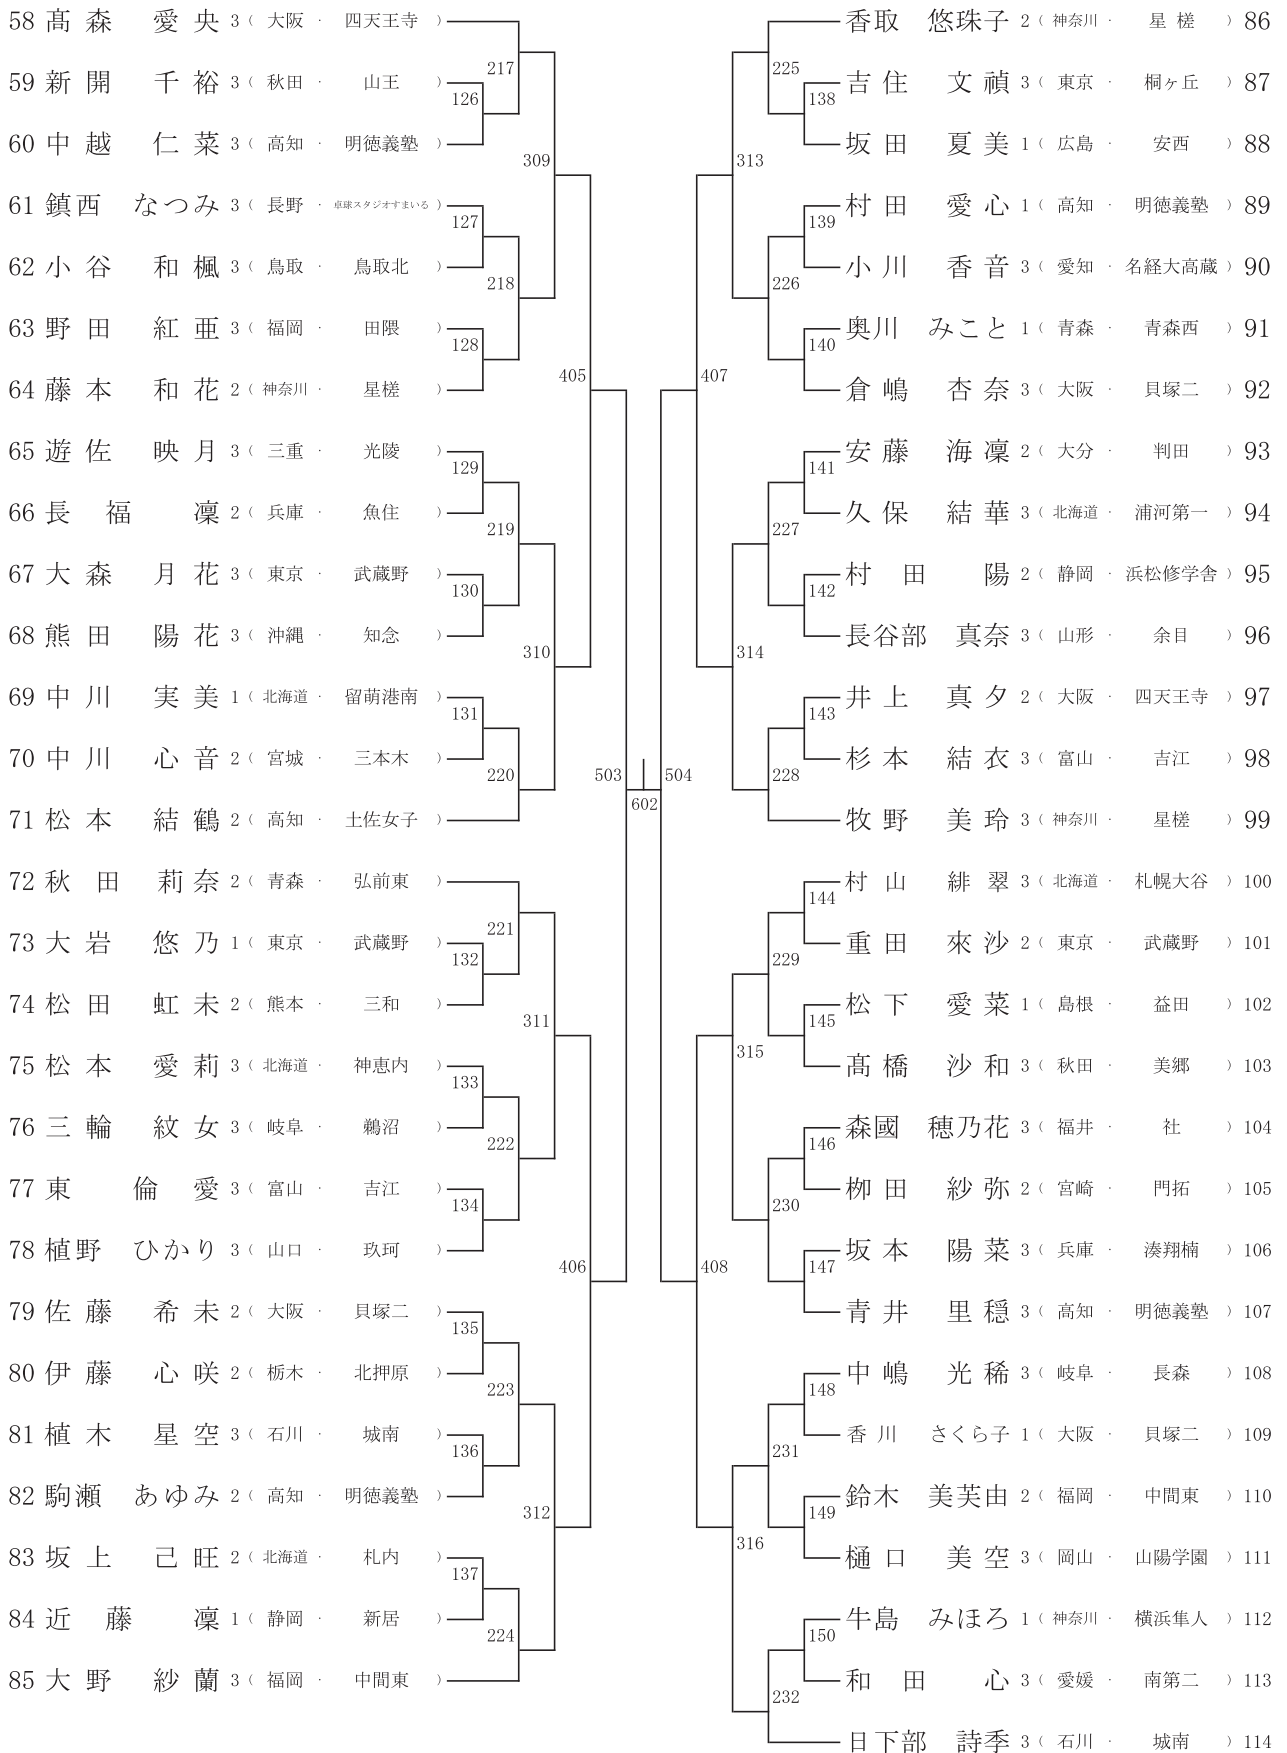 58 髙森 愛央 3 ( 大阪 ・ 四天王寺 )
59 新開 千裕 3 ( 秋田 ・ 山王 )
60 中越 仁菜 3 ( 高知 ・ 明徳義塾 )
61 鎮西 なつみ 3 ( 長野 ・ 卓球スタジオすまいる )
62 小谷 和楓 3 ( 鳥取 ・ 鳥取北 )
63 野田 紅亜 3 ( 福岡 ・ 田隈 )
64 藤本 和花 2 ( 神奈川 ・ 星槎 )
65 遊佐 映月 3 ( 三重 ・ 光陵 )
66 長福 凜 2 ( 兵庫 ・ 魚住 )
67 大森 月花 3 ( 東京 ・ 武蔵野 )
68 熊田 陽花 3 ( 沖縄 ・ 知念 )
69 中川 実美 1 ( 北海道 ・ 留萌港南 )
70 中川 心音 2 ( 宮城 ・ 三本木 )
71 松本 結鶴 2 ( 高知 ・ 土佐女子 )
72 秋田 莉奈 2 ( 青森 ・ 弘前東 )
73 大岩 悠乃 1 ( 東京 ・ 武蔵野 )
74 松田 虹未 2 ( 熊本 ・ 三和 )
75 松本 愛莉 3 ( 北海道 ・ 神恵内 )
76 三輪 紋女 3 ( 岐阜 ・ 鵜沼 )
77 東 倫愛 3 ( 富山 ・ 吉江 )
78 植野 ひかり 3 ( 山口 ・ 玖珂 )
79 佐藤 希未 2 ( 大阪 ・ 貝塚二 )
80 伊藤 心咲 2 ( 栃木 ・ 北押原 )
81 植木 星空 3 ( 石川 ・ 城南 )
82 駒瀬 あゆみ 2 ( 高知 ・ 明徳義塾 )
83 坂上 己旺 2 ( 北海道 ・ 札内 )
84 近藤 凜 1 ( 静岡 ・ 新居 )
85 大野 紗蘭 3 ( 福岡 ・ 中間東 )
126
127
128
129
130
131
132
133
134
135
136
137
217
218
219
220
221
222
223
224
309
310
311
312
405
406
503
602
504
407
408
313
314
315
316
225
226
227
228
229
230
231
232
138
139
140
141
142
143
144
145
146
147
148
149
150
香取 悠珠子 2 ( 神奈川 ・ 星槎 ) 86
吉住 文禎 3 ( 東京 ・ 桐ヶ丘 ) 87
坂田 夏美 1 ( 広島 ・ 安西 ) 88
村田 愛心 1 ( 高知 ・ 明徳義塾 ) 89
小川 香音 3 ( 愛知 ・ 名経大高蔵 ) 90
奥川 みこと 1 ( 青森 ・ 青森西 ) 91
倉嶋 杏奈 3 ( 大阪 ・ 貝塚二 ) 92
安藤 海凜 2 ( 大分 ・ 判田 ) 93
久保 結華 3 ( 北海道 ・ 浦河第一 ) 94
村田 陽 2 ( 静岡 ・ 浜松修学舎 ) 95
長谷部 真奈 3 ( 山形 ・ 余目 ) 96
井上 真夕 2 ( 大阪 ・ 四天王寺 ) 97
杉本 結衣 3 ( 富山 ・ 吉江 ) 98
牧野 美玲 3 ( 神奈川 ・ 星槎 ) 99
村山 緋翠 3 ( 北海道 ・ 札幌大谷 ) 100
重田 來沙 2 ( 東京 ・ 武蔵野 ) 101
松下 愛菜 1 ( 島根 ・ 益田 ) 102
髙橋 沙和 3 ( 秋田 ・ 美郷 ) 103
森國 穂乃花 3 ( 福井 ・ 社 ) 104
栁田 紗弥 2 ( 宮崎 ・ 門拓 ) 105
坂本 陽菜 3 ( 兵庫 ・ 湊翔楠 ) 106
青井 里穏 3 ( 高知 ・ 明徳義塾 ) 107
中嶋 光稀 3 ( 岐阜 ・ 長森 ) 108
香川 さくら子 1 ( 大阪 ・ 貝塚二 ) 109
鈴木 美芙由 2 ( 福岡 ・ 中間東 ) 110
樋口 美空 3 ( 岡山 ・ 山陽学園 ) 111
牛島 みほろ 1 ( 神奈川 ・ 横浜隼人 ) 112
和田 心 3 ( 愛媛 ・ 南第二 ) 113
日下部 詩季 3 ( 石川 ・ 城南 ) 114